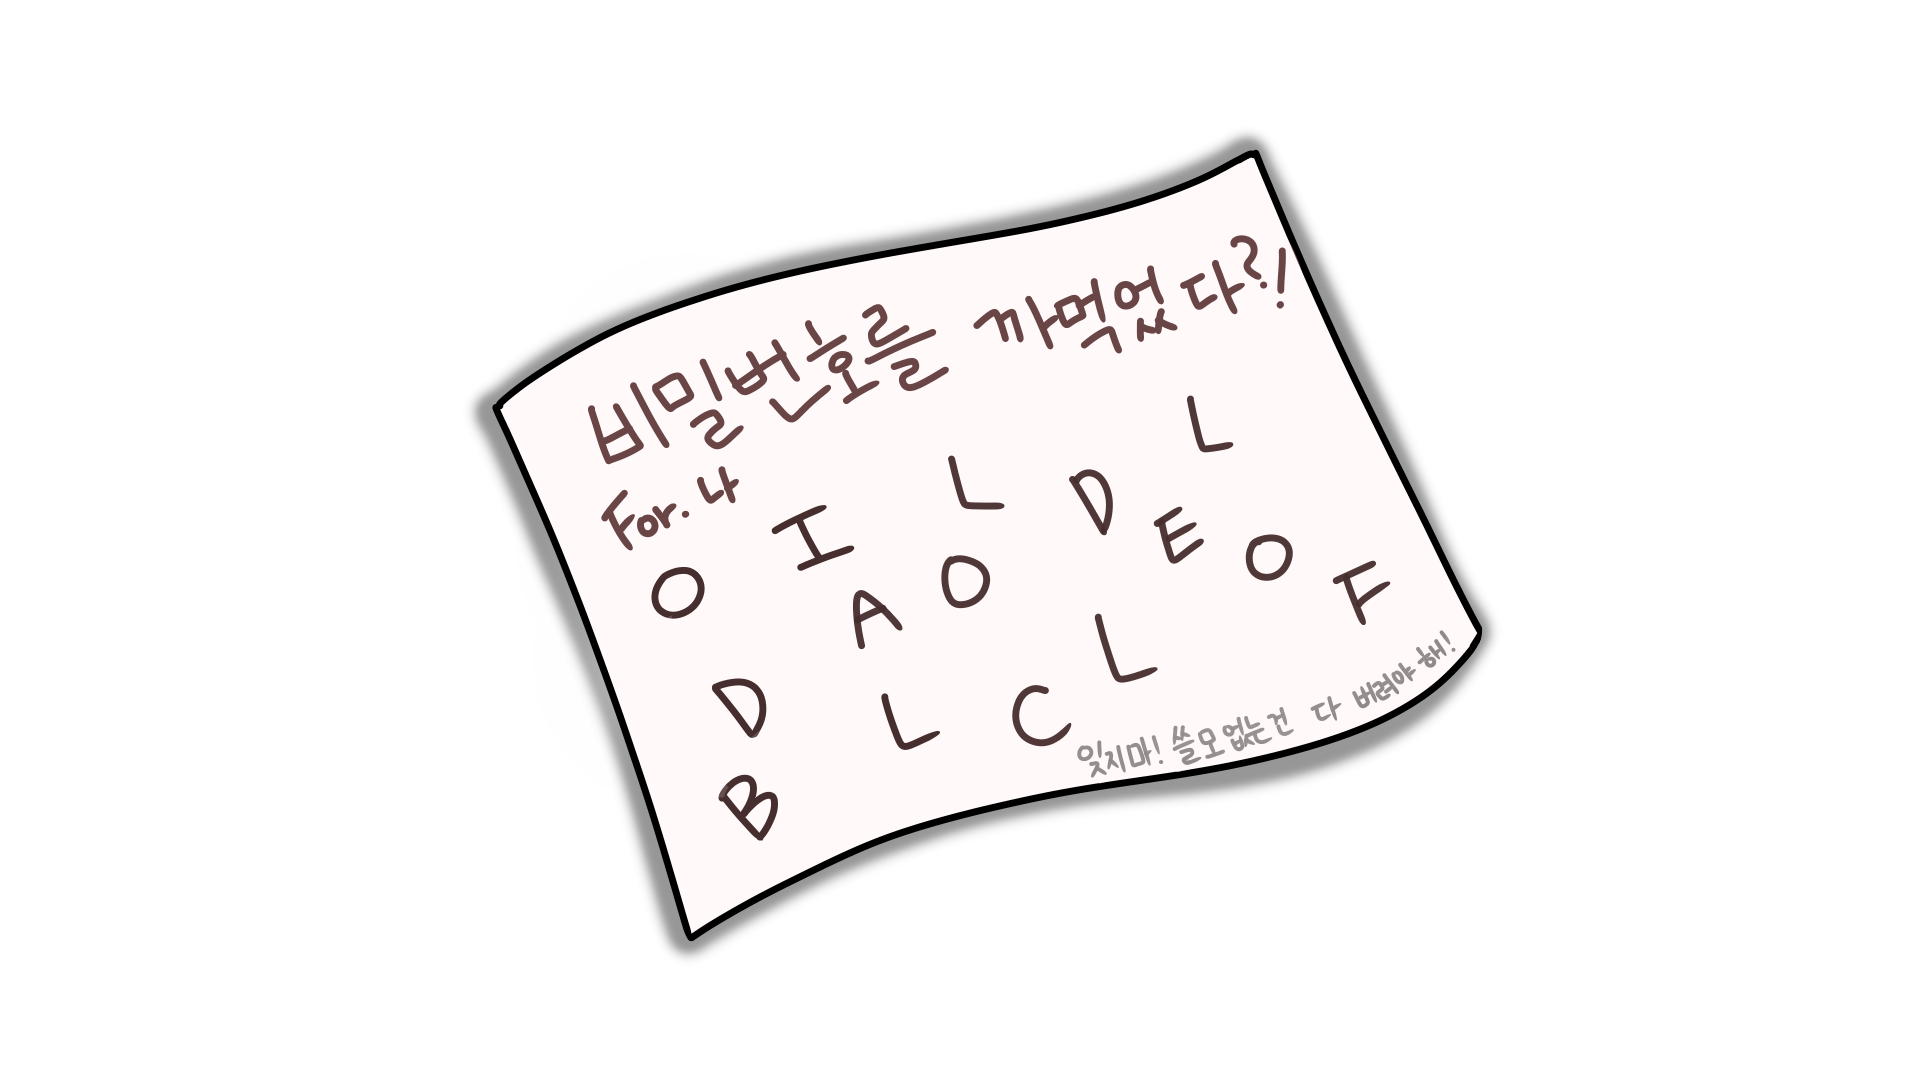 비밀번호를 까먹었다?!
For. 나
O I L D L
D A O E O F
B L C L
잊지마! 쓸모없는건 다 버려야 해!